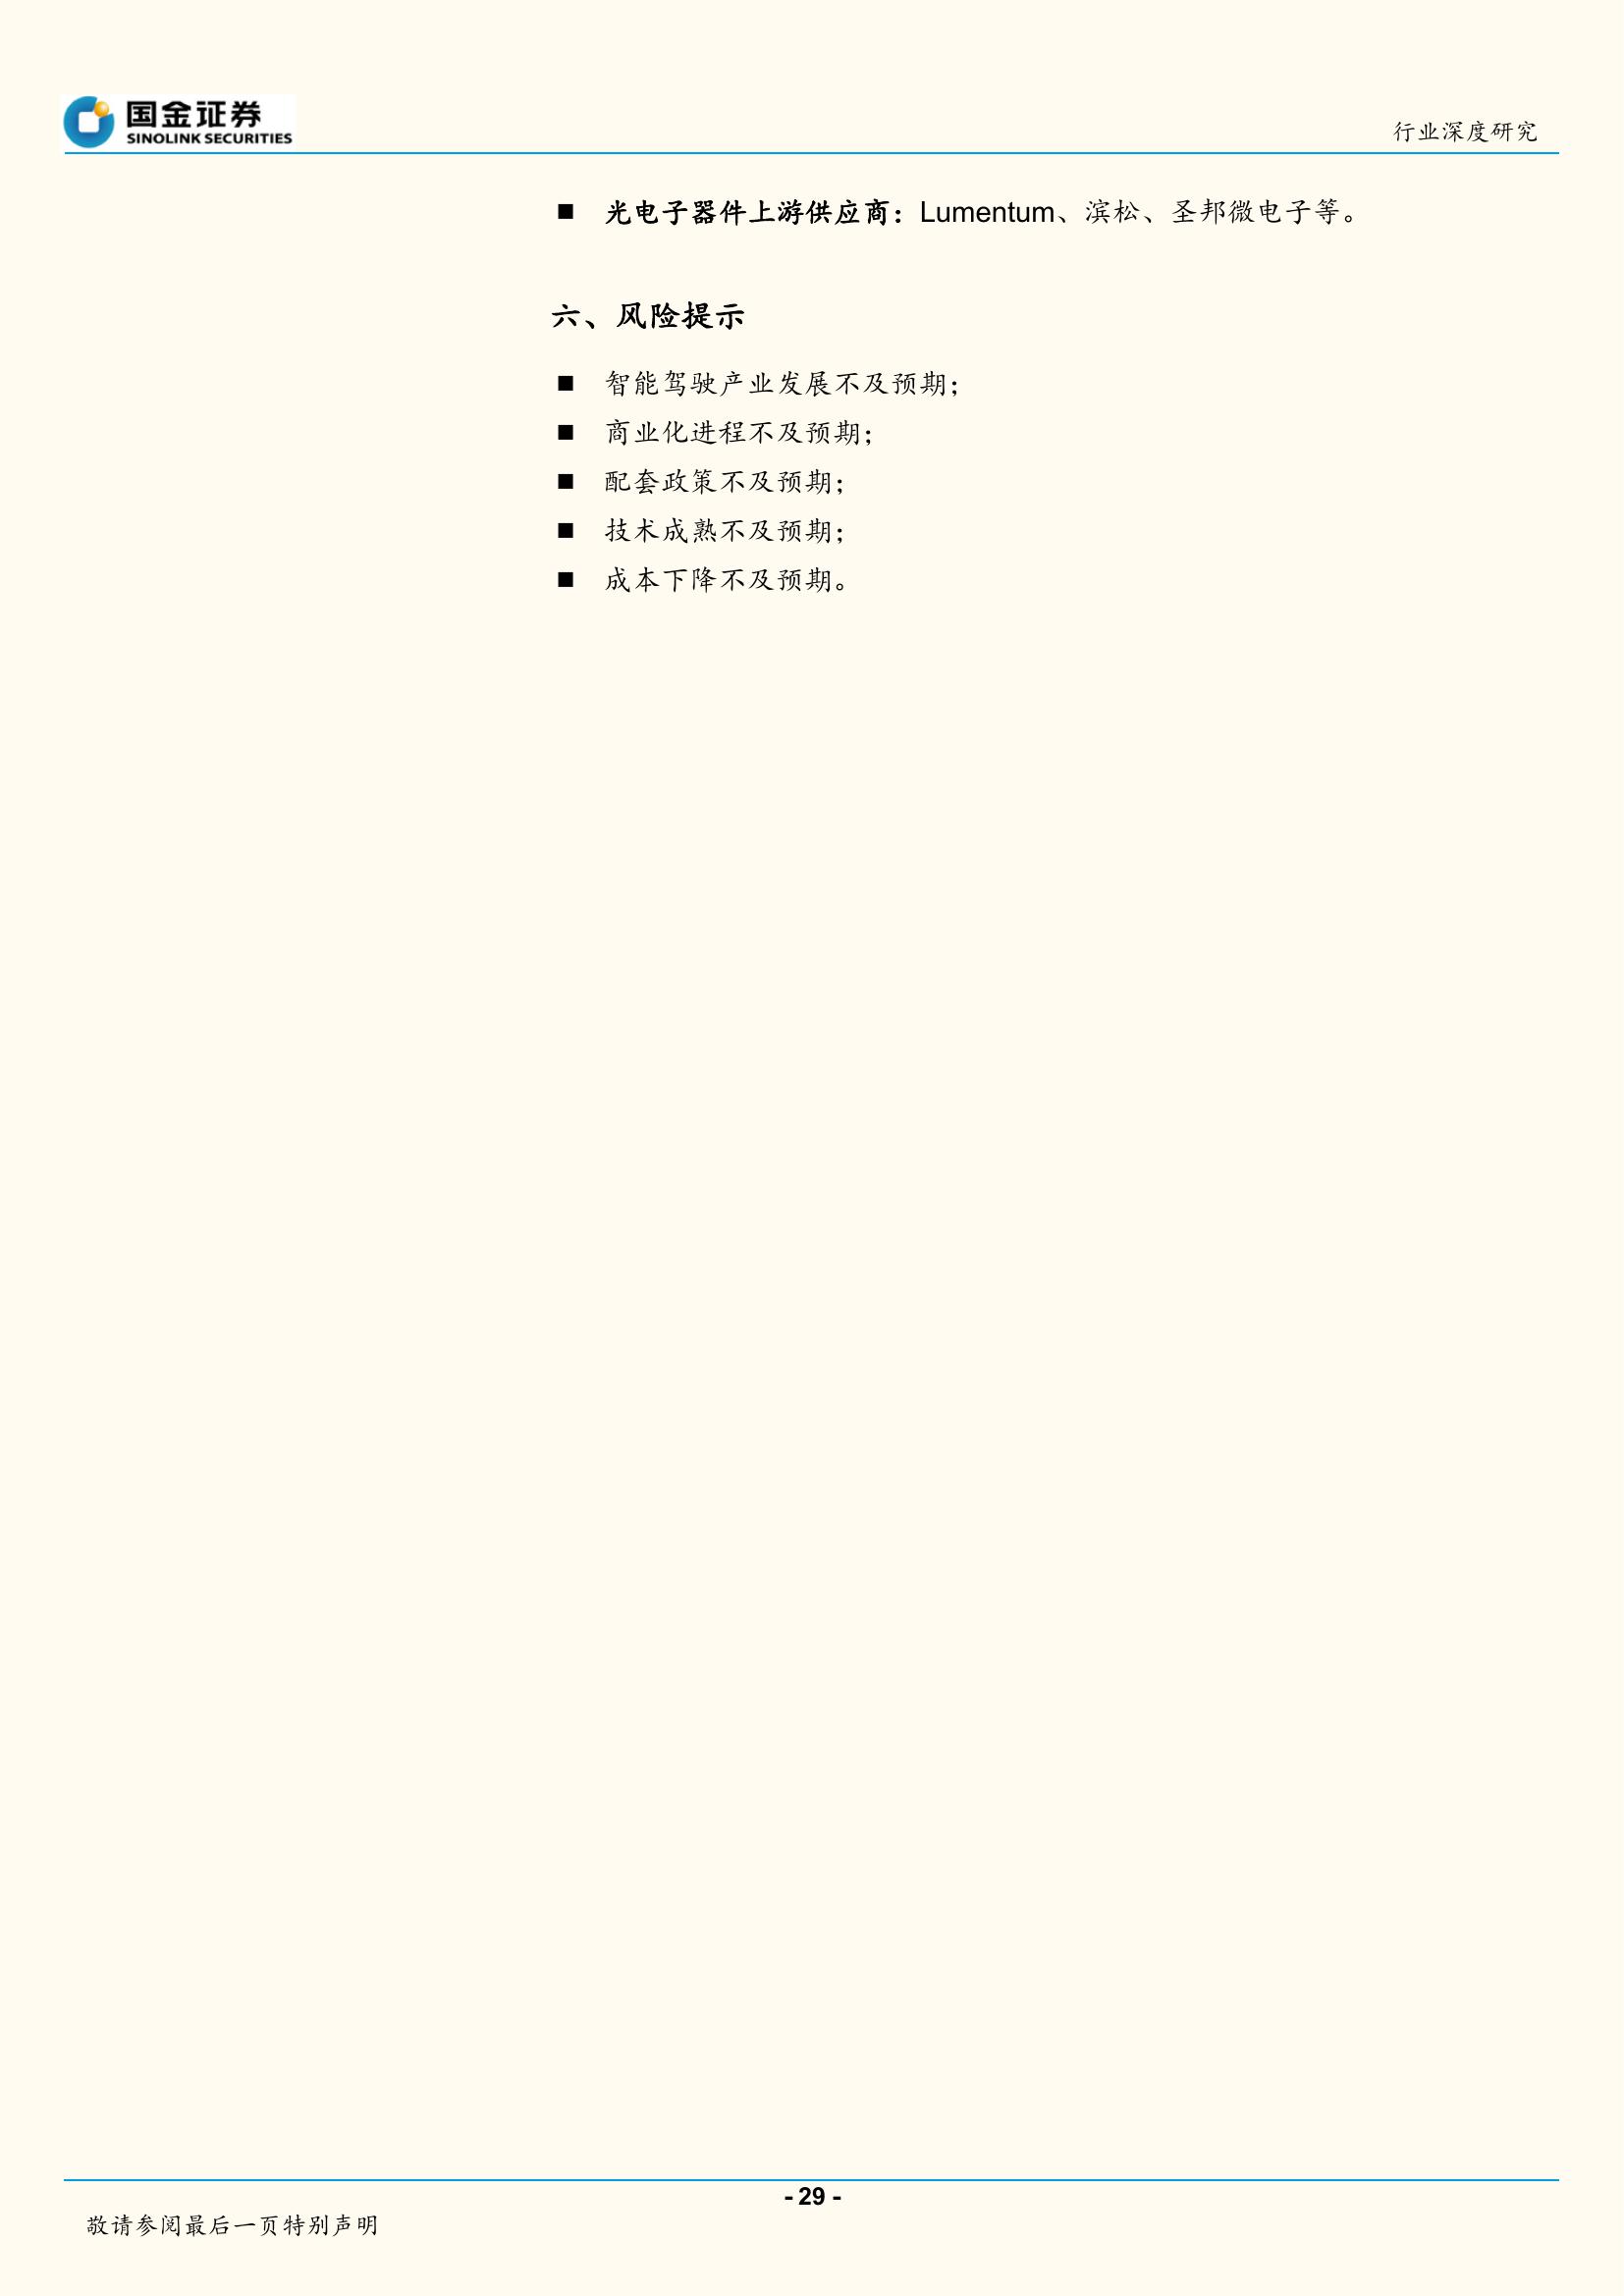 国金证券
SINOLINK SECURITIES
行业深度研究
■ 光电子器件上游供应商：Lumentum、滨松、圣邦微电子等。
六、风险提示
■ 智能驾驶产业发展不及预期；
■ 商业化进程不及预期；
■ 配套政策不及预期；
■ 技术成熟不及预期；
■ 成本下降不及预期。
- 29 -
敬请参阅最后一页特别声明